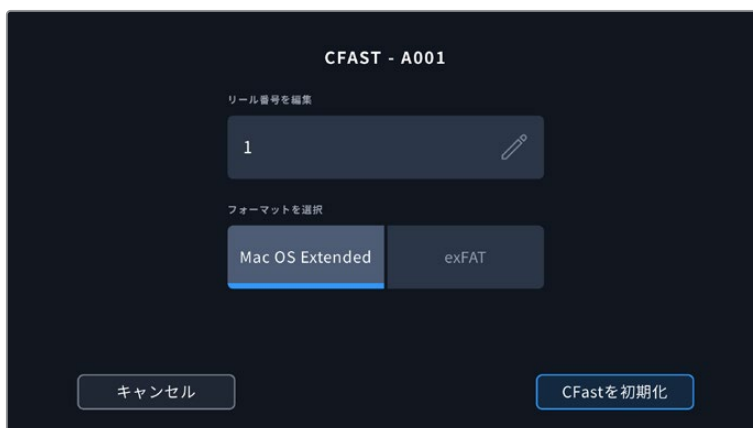 CFAST - A001
リール番号を編集
1
フォーマットを選択
Mac OS Extended
exFAT
キャンセル
CFastを初期化